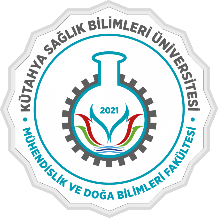 KÜTAHYA SAĞLIK BİLİMLERİ ÜNİVERSİTESİ
2021
• MÜHENDİSLİK VE DOĞA BİLİMLERİ FAKÜLTESİ •